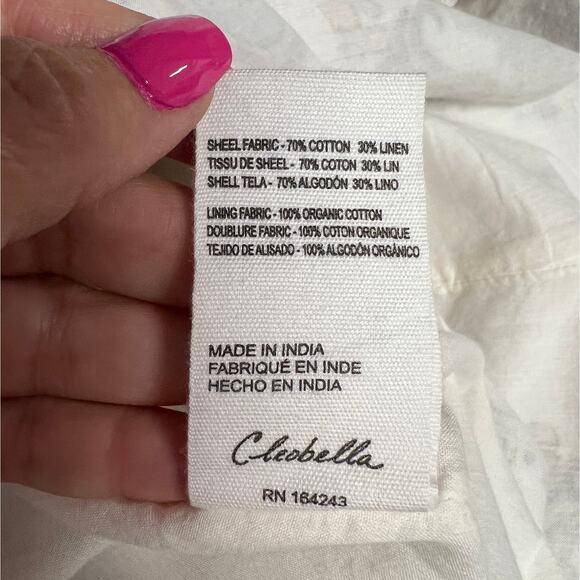 SHEEL FABRIC - 70% COTTON 30% LINEN
TISSU DE SHEEL - 70% COTON 30% LIN
SHELL TELA - 70% ALGODÓN 30% LINO
LINING FABRIC - 100% ORGANIC COTTON
DOUBLURE FABRIC - 100% COTON ORGANIQUE
TEJIDO DE ALISADO - 100% ALGODÓN ORGÁNICO
MADE IN INDIA
FABRIQUÉ EN INDE
HECHO EN INDIA
Cleobella
RN 164243